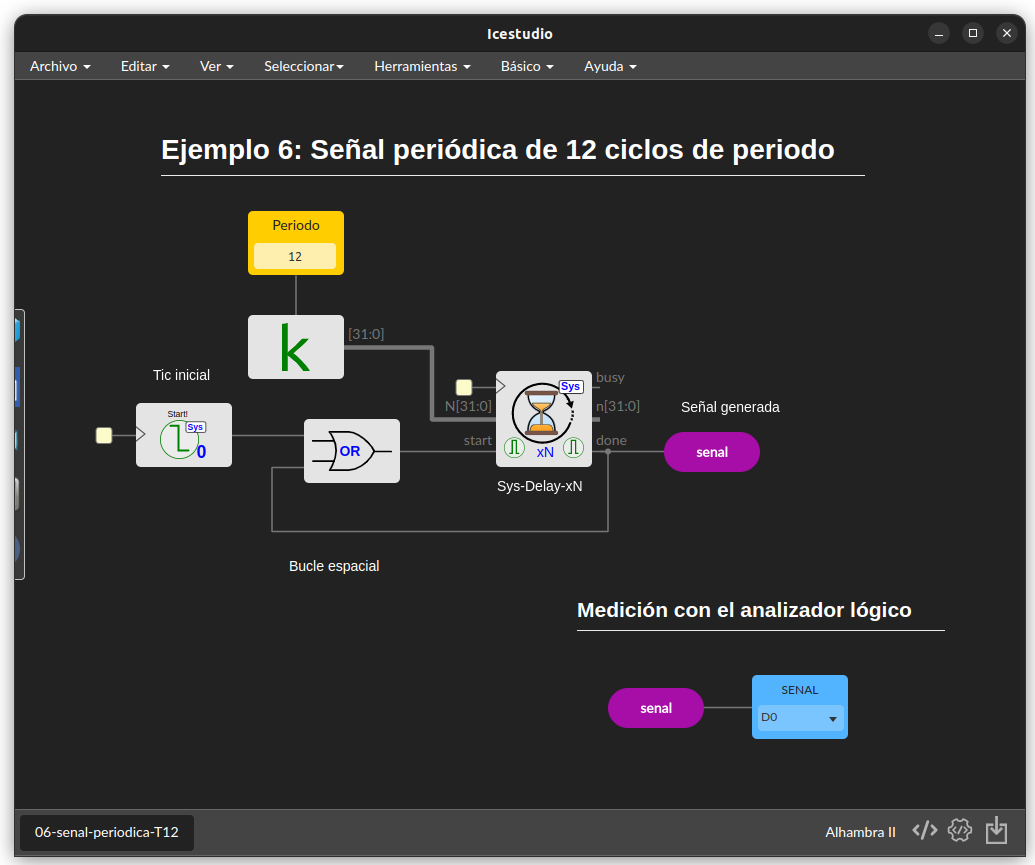 Icestudio
Archivo Editar Ver Seleccionar Herramientas Básico Ayuda
Ejemplo 6: Señal periódica de 12 ciclos de periodo
Periodo
12
k
[31:0]
Tic inicial
Start!
Sys
0
OR
busy
Sys
N[31:0]
n[31:0]
start
done
xN
Sys-Delay-xN
Señal generada
senal
Bucle espacial
Medición con el analizador lógico
senal
SENAL
D0
06-senal-periodica-T12
Alhambra II